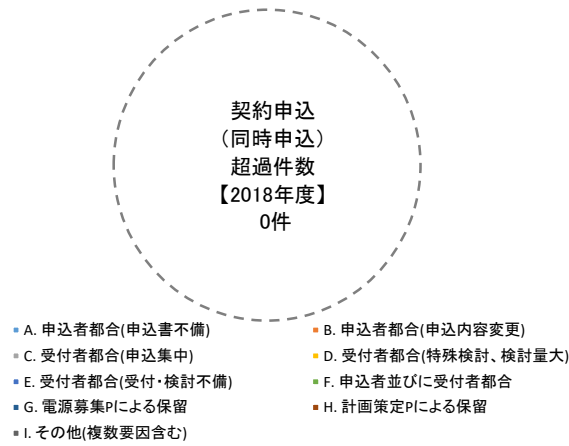 契約申込
（同時申込）
超過件数
【2018年度】
0件
A. 申込者都合(申込書不備)
B. 申込者都合(申込内容変更)
C. 受付者都合(申込集中)
D. 受付者都合(特殊検討、検討量大)
E. 受付者都合(受付・検討不備)
F. 申込者並びに受付者都合
G. 電源募集Pによる保留
H. 計画策定Pによる保留
I. その他(複数要因含む)